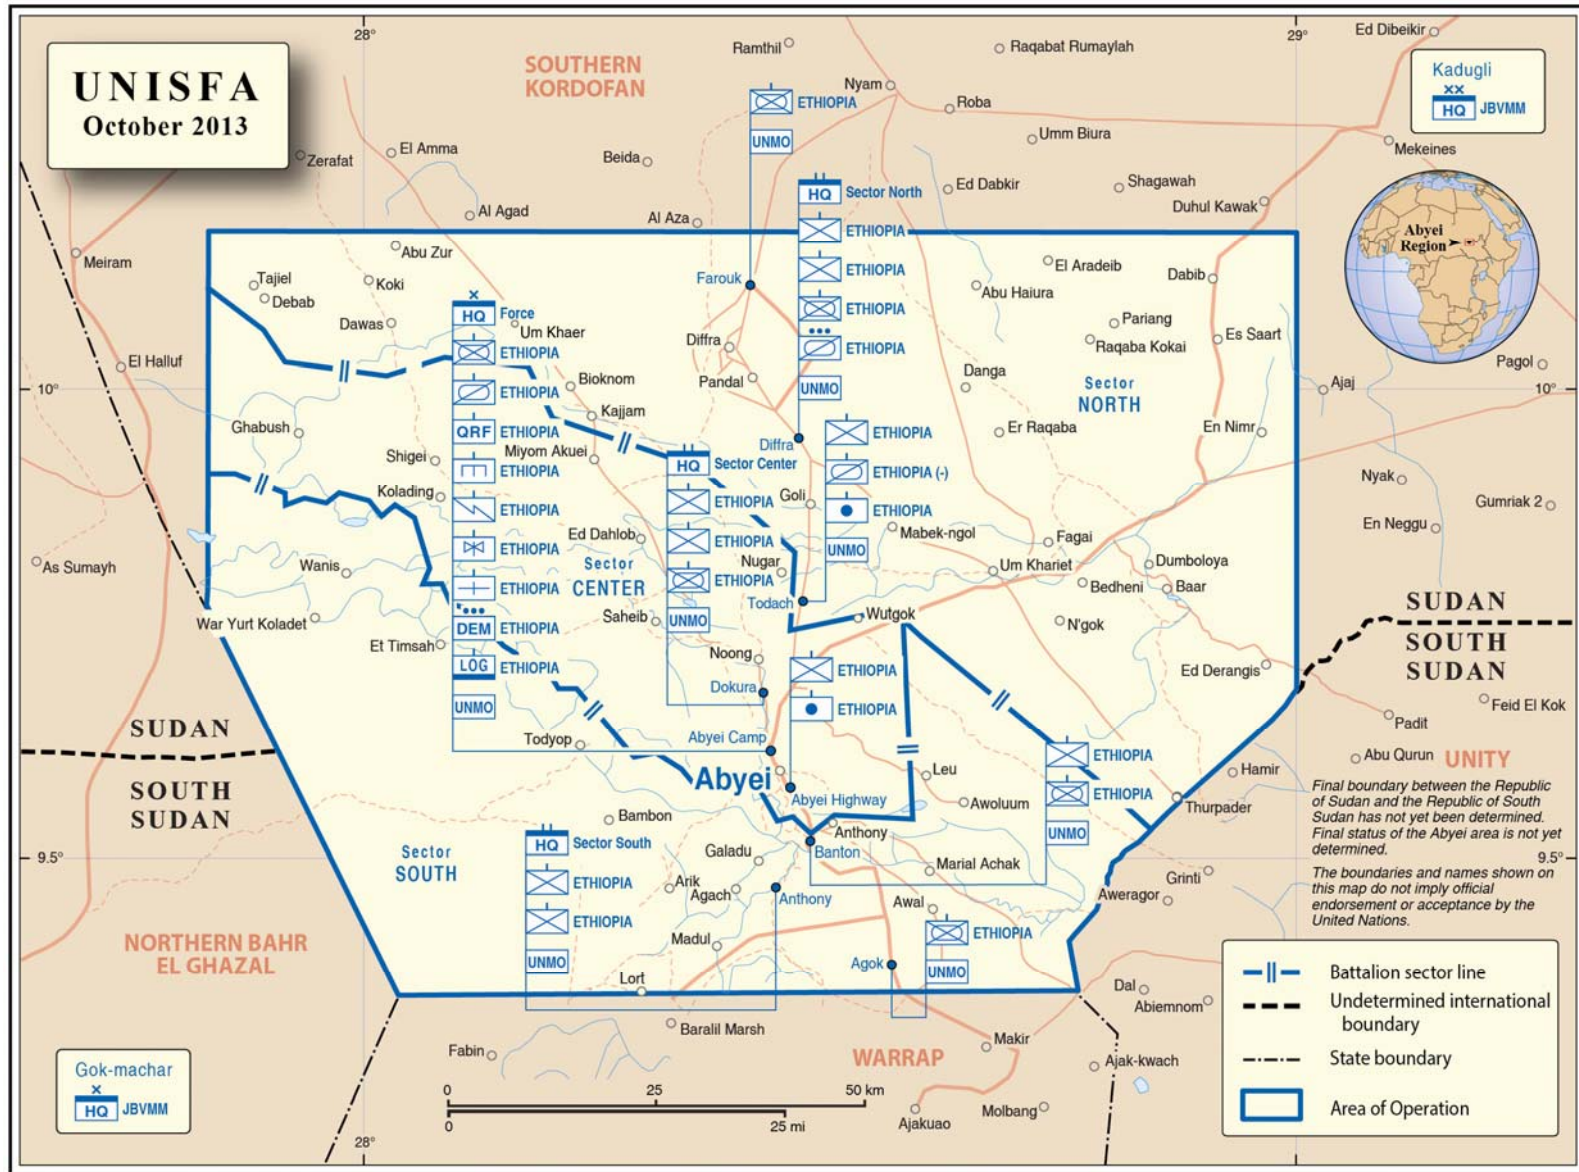 UNISFA
October 2013
28°
29°
SOUTHERN
KORDOFAN
Ramthil
Raqabat Rumaylah
Ed Dibeikir
Kadugli
XX
HQ JBVMM
Nyam
Roba
ETHIOPIA
UNMO
Umm Biura
Mekeines
Zerafat
El Amma
Beida
Ed Dabkir
Shagawah
Duhul Kawak
HQ Sector North
Al Agad
Al Aza
ETHIOPIA
ETHIOPIA
ETHIOPIA
ETHIOPIA
UNMO
Abyei
Region
Meiram
Abu Zur
Tajiel
Debab
Koki
Dawas
Farouk
El Aradeib
Abu Haiura
Dabib
Pariang
Raqaba Kokai
Es Saart
X
HQ Force
Um Khaer
ETHIOPIA
ETHIOPIA
QRF ETHIOPIA
ETHIOPIA
ETHIOPIA
ETHIOPIA
ETHIOPIA
DEM ETHIOPIA
LOG ETHIOPIA
UNMO
El Halluf
Diffra
Pandal
Danga
Sector
NORTH
Pagol
Ajaj
10°
10°
Bioknom
Kajjam
Ghabush
Miyom Akuei
Shigei
Kolading
Diffra
Er Raqaba
En Nimr
ETHIOPIA
ETHIOPIA (-)
ETHIOPIA
UNMO
HQ Sector Center
ETHIOPIA
ETHIOPIA
ETHIOPIA
UNMO
Goli
Mabek-ngol
Fagai
Nyak
Gumriak 2
En Neggu
Ed Dahlob
Sector
CENTER
Nugar
Um Khariet
Dumboloya
Bedheni
Baar
As Sumayh
Wanis
War Yurt Koladet
Et Timsah
Saheib
Todach
Wutgok
N'gok
SUDAN
SOUTH
SUDAN
Noong
Dokura
ETHIOPIA
ETHIOPIA
Ed Derangis
Feid El Kok
Padit
SUDAN
SOUTH
SUDAN
Todyop
Abyei Camp
Abyei
Abyei Highway
Leu
Awoluum
ETHIOPIA
ETHIOPIA
UNMO
Abu Qurun
UNITY
Hamir
Thurpader
Final boundary between the Republic
of Sudan and the Republic of South
Sudan has not yet been determined.
Final status of the Abyei area is not yet
determined.
The boundaries and names shown on
this map do not imply official
endorsement or acceptance by the
United Nations.
Bambon
Anthony
Banton
9.5°
9.5°
Sector
SOUTH
HQ Sector South
ETHIOPIA
ETHIOPIA
UNMO
Galadu
Arik
Agach
Anthony
Marial Achak
Grinti
Aweragor
Awal
ETHIOPIA
UNMO
NORTHERN BAHR
EL GHAZAL
Madul
Lort
Agok
Dal
Abiemnom
Baralil Marsh
Fabin
WARRAP
Makir
Ajak-kwach
Ajakuao
Molbang
Gok-machar
X
HQ JBVMM
0 25 50 km
0 25 mi
28°
Battalion sector line
Undetermined international
boundary
State boundary
Area of Operation